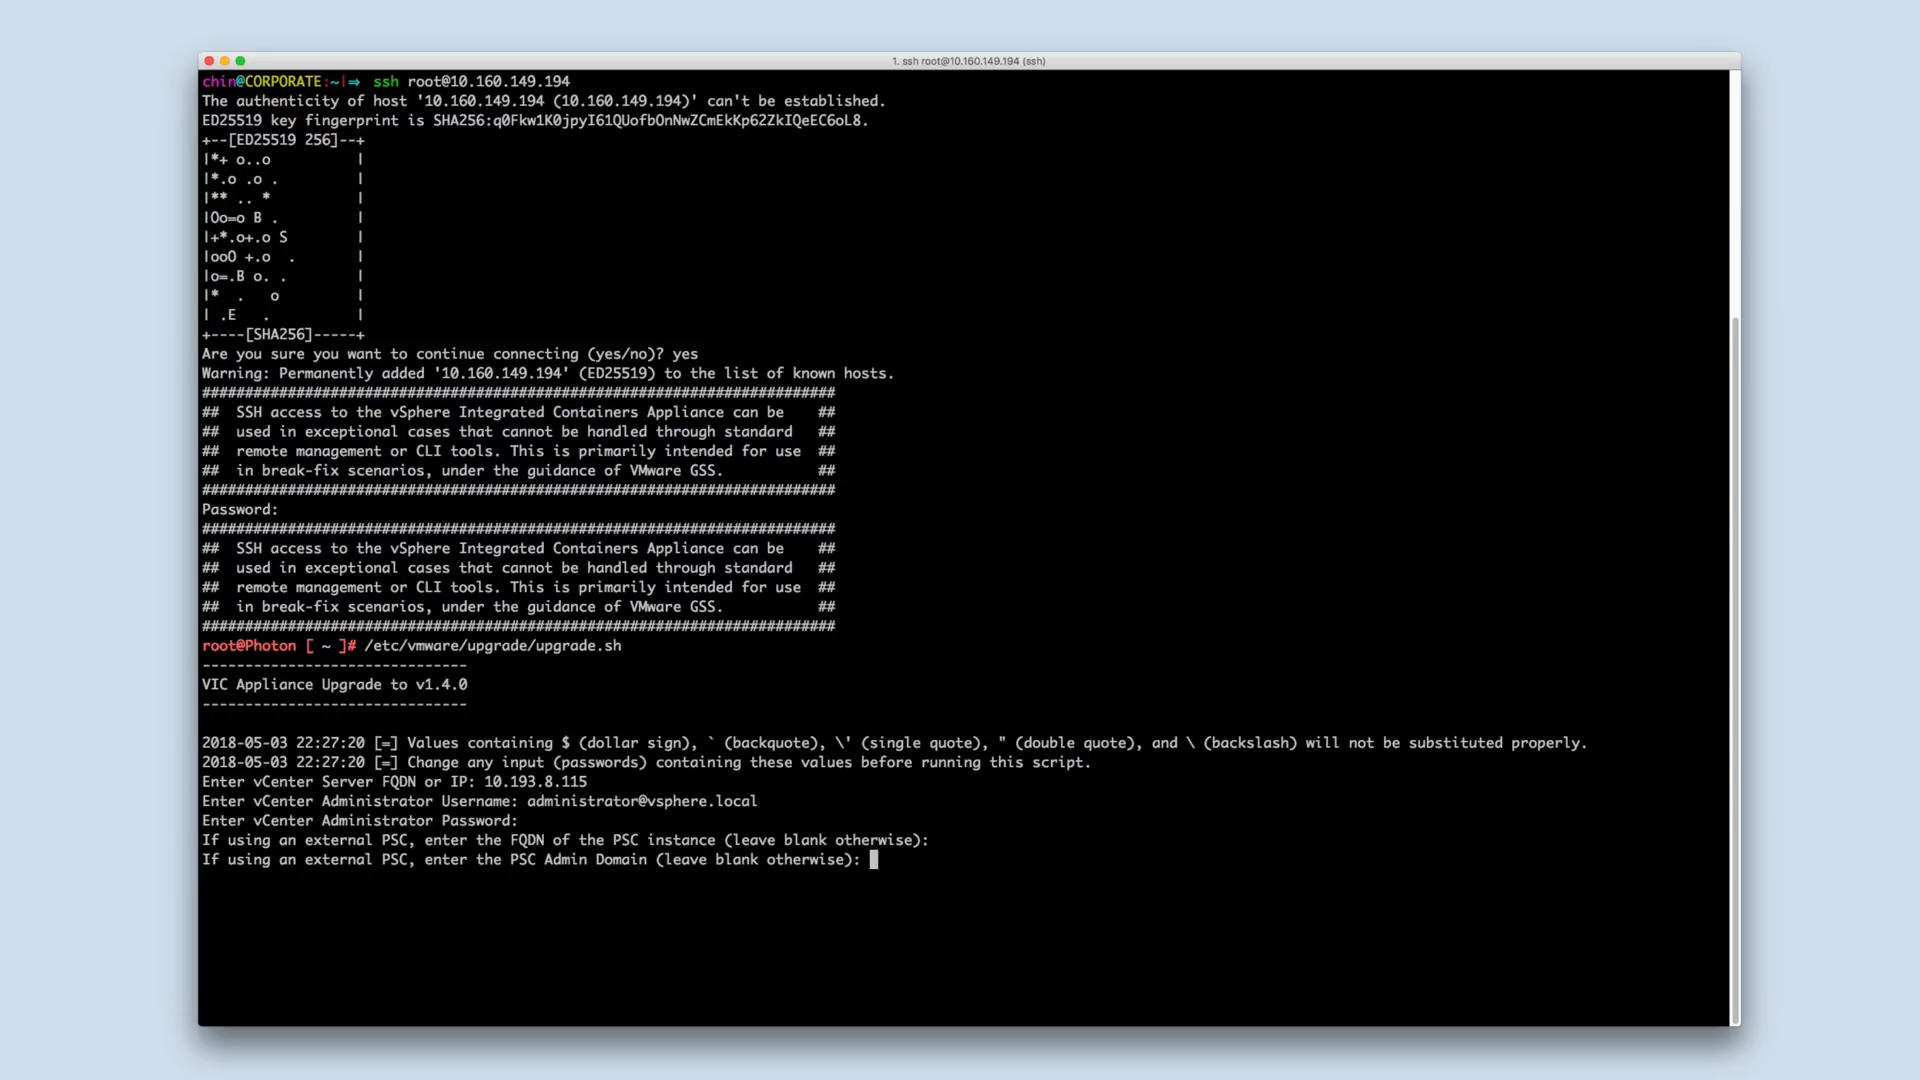 1. ssh root@10.160.149.194 (ssh)
chin@CORPORATE:~|⇒ ssh root@10.160.149.194
The authenticity of host '10.160.149.194 (10.160.149.194)' can't be established.
ED25519 key fingerprint is SHA256:q0Fkw1K0jpyI61QUofbOnNwZCmEkKp62ZkIQeEC6oL8.
+--[ED25519 256]--+
|*+ o..o          |
|*.o .o .         |
|** .. *          |
|Oo=o B .         |
|+*.o+.o S        |
|ooO +.o  .       |
|o=.B o. .        |
|*  .   o         |
| .E   .          |
+----[SHA256]-----+
Are you sure you want to continue connecting (yes/no)? yes
Warning: Permanently added '10.160.149.194' (ED25519) to the list of known hosts.
##########################################################################
##  SSH access to the vSphere Integrated Containers Appliance can be    ##
##  used in exceptional cases that cannot be handled through standard   ##
##  remote management or CLI tools. This is primarily intended for use  ##
##  in break-fix scenarios, under the guidance of VMware GSS.           ##
##########################################################################
Password:
##########################################################################
##  SSH access to the vSphere Integrated Containers Appliance can be    ##
##  used in exceptional cases that cannot be handled through standard   ##
##  remote management or CLI tools. This is primarily intended for use  ##
##  in break-fix scenarios, under the guidance of VMware GSS.           ##
##########################################################################
root@Photon [ ~ ]# /etc/vmware/upgrade/upgrade.sh
-------------------------------
VIC Appliance Upgrade to v1.4.0
-------------------------------
2018-05-03 22:27:20 [=] Values containing $ (dollar sign), ` (backquote), \' (single quote), " (double quote), and \ (backslash) will not be substituted properly.
2018-05-03 22:27:20 [=] Change any input (passwords) containing these values before running this script.
Enter vCenter Server FQDN or IP: 10.193.8.115
Enter vCenter Administrator Username: administrator@vsphere.local
Enter vCenter Administrator Password:
If using an external PSC, enter the FQDN of the PSC instance (leave blank otherwise):
If using an external PSC, enter the PSC Admin Domain (leave blank otherwise):